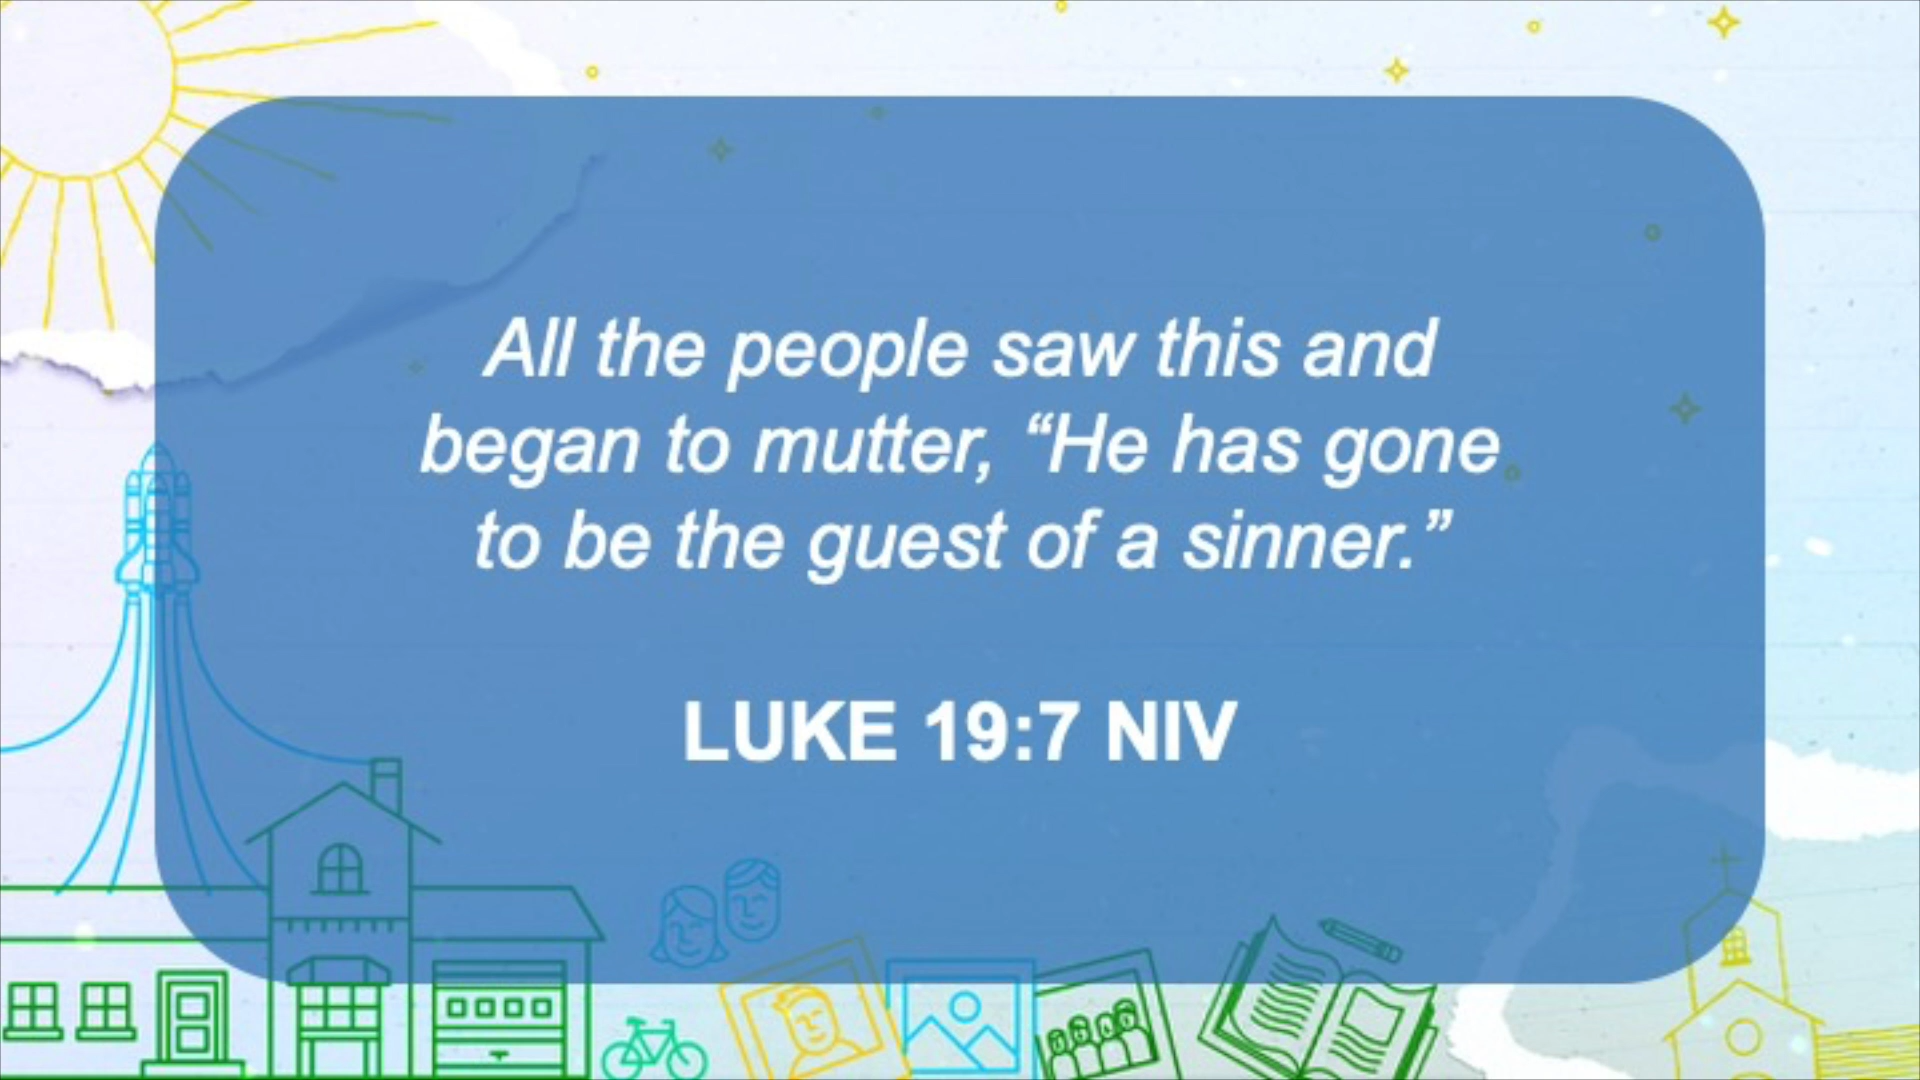 All the people saw this and
began to mutter, “He has gone
to be the guest of a sinner.”
LUKE 19:7 NIV